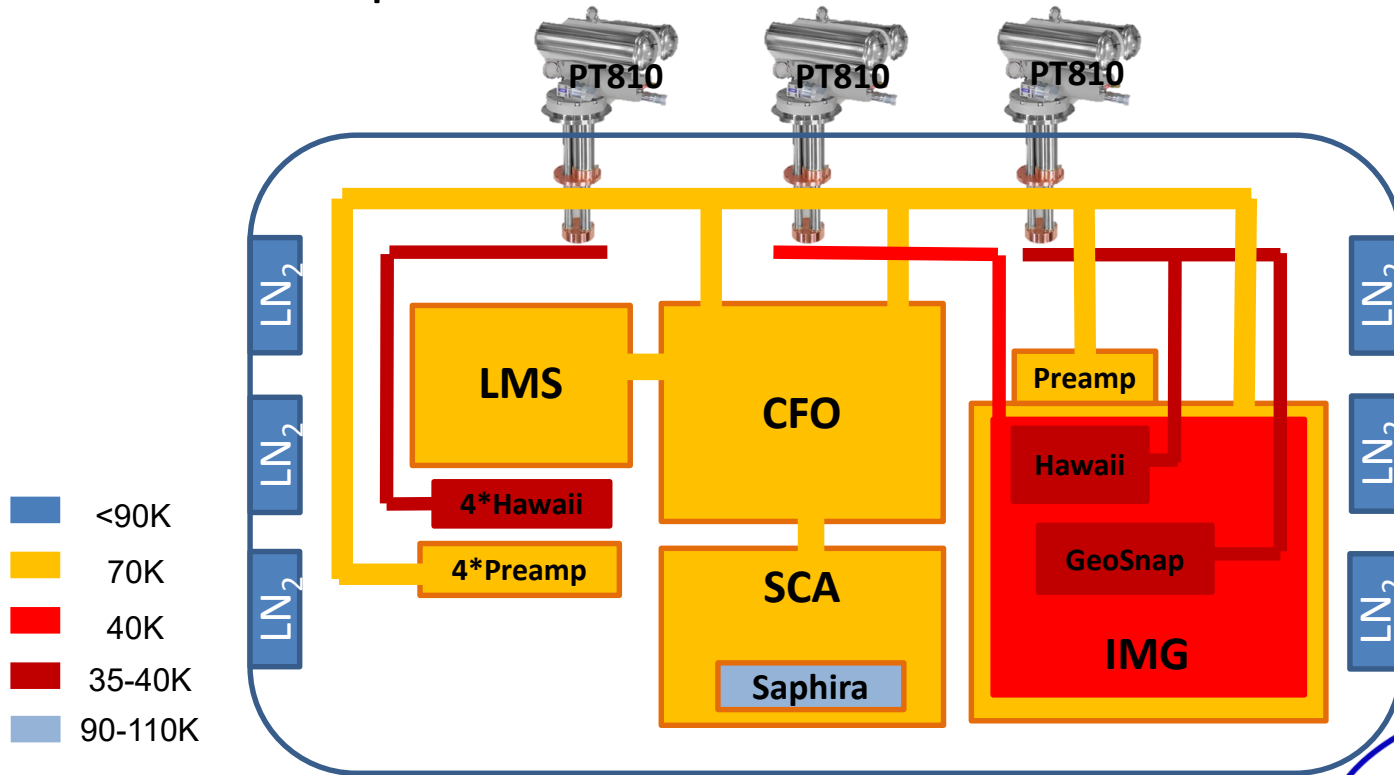 PT810
PT810
PT810
LN2
LN2
LN2
LN2
LN2
LN2
LMS
CFO
Preamp
Hawaii
4*Hawaii
GeoSnap
4*Preamp
SCA
IMG
Saphira
<90K
70K
40K
35-40K
90-110K